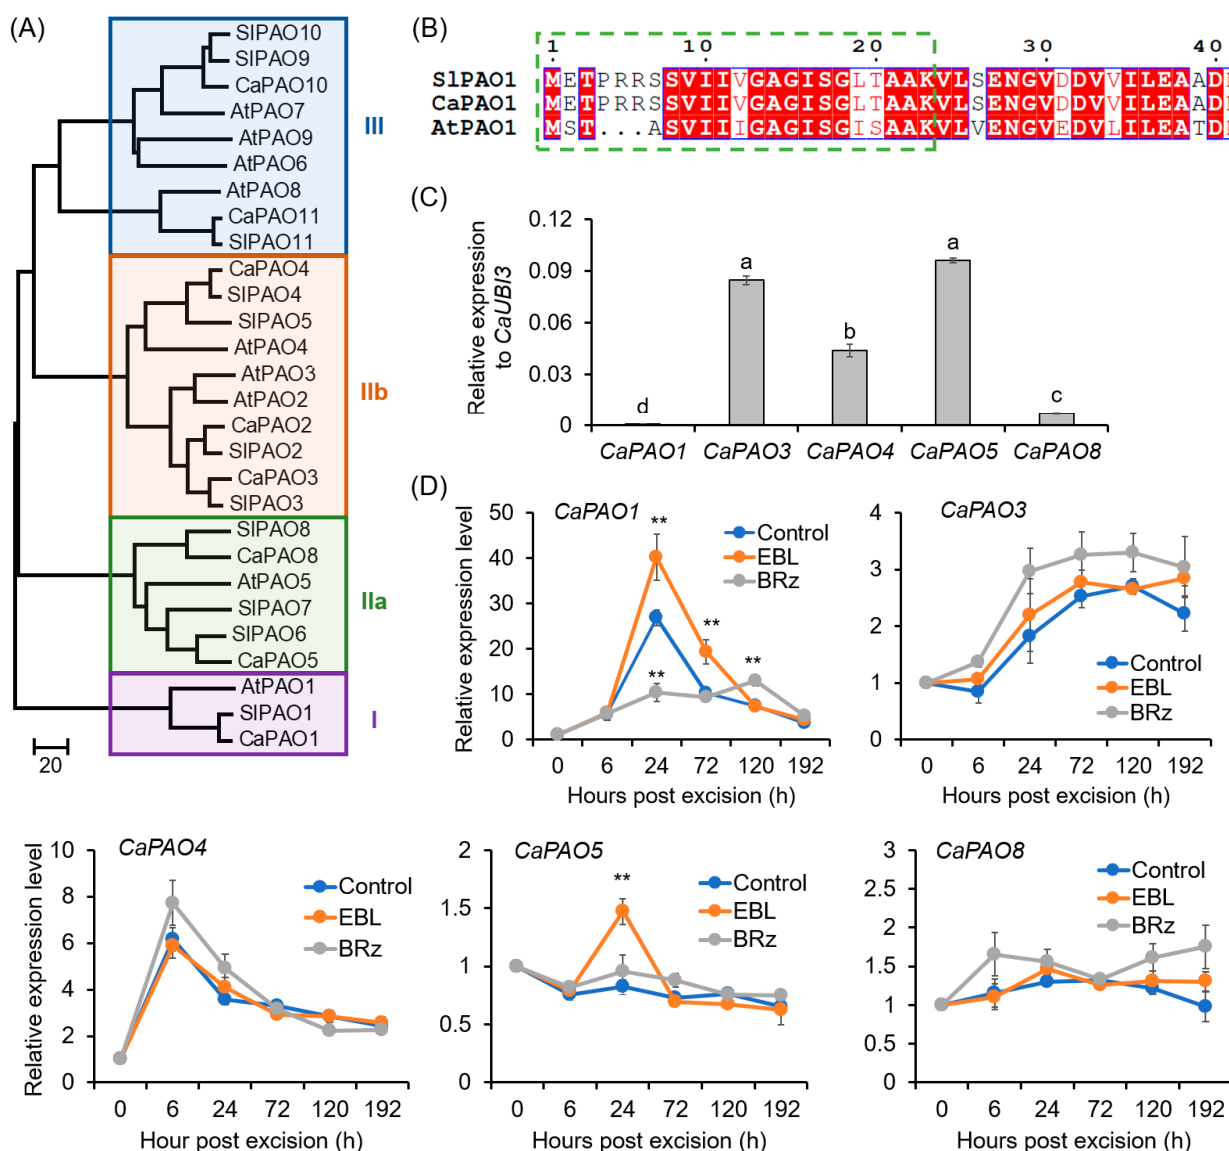 (A)
SlPAO10
SlPAO9
CaPAO10
AtPAO7
AtPAO9
AtPAO6
AtPAO8
CaPAO11
SlPAO11
III
CaPAO4
SlPAO4
SlPAO5
AtPAO4
AtPAO3
AtPAO2
CaPAO2
SlPAO2
CaPAO3
SlPAO3
IIb
SlPAO8
CaPAO8
AtPAO5
SlPAO7
SlPAO6
CaPAO5
IIa
AtPAO1
SlPAO1
CaPAO1
I
20
(B)
1 10 20 30 40
SlPAO1 METPRRSSVIIVGAGISGLTAAKVLSENGVDDVVILEAADI
CaPAO1 METPRRSSVIIVGAGISGLTAAKVLSENGVDDVVILEAADI
AtPAO1 MST...ASVIIIGAGISGISAAKVLVENGVEDVLILEATDI
(C)
Relative expression
to CaUBI3
0.12
0.09
0.06
0.03
0
d a b a c
CaPAO1 CaPAO3 CaPAO4 CaPAO5 CaPAO8
(D)
CaPAO1
Relative expression level
50
40
30
20
10
0
** ** ** **
Control
EBL
BRz
0 6 24 72 120 192
Hours post excision (h)
CaPAO3
4
3
2
1
0
Control
EBL
BRz
0 6 24 72 120 192
Hours post excision (h)
CaPAO4
Relative expression level
10
8
6
4
2
0
Control
EBL
BRz
0 6 24 72 120 192
Hour post excision (h)
CaPAO5
2
1.5
1
0.5
0
**
Control
EBL
BRz
0 6 24 72 120 192
Hours post excision (h)
CaPAO8
3
2.5
2
1.5
1
0.5
0
Control
EBL
BRz
0 6 24 72 120 192
Hours post excision (h)